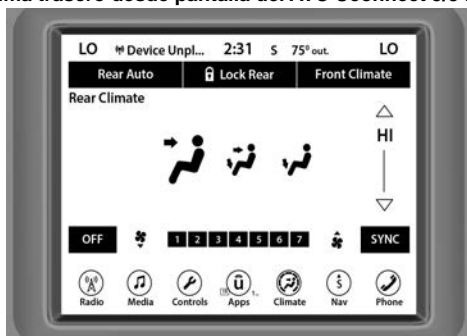 LO Device Unpl... 2:31 S 75º out. LO
Rear Auto Lock Rear Front Climate
Rear Climate
HI
OFF 1 2 3 4 5 6 7 SYNC
Radio Media Controls Apps Climate Nav Phone